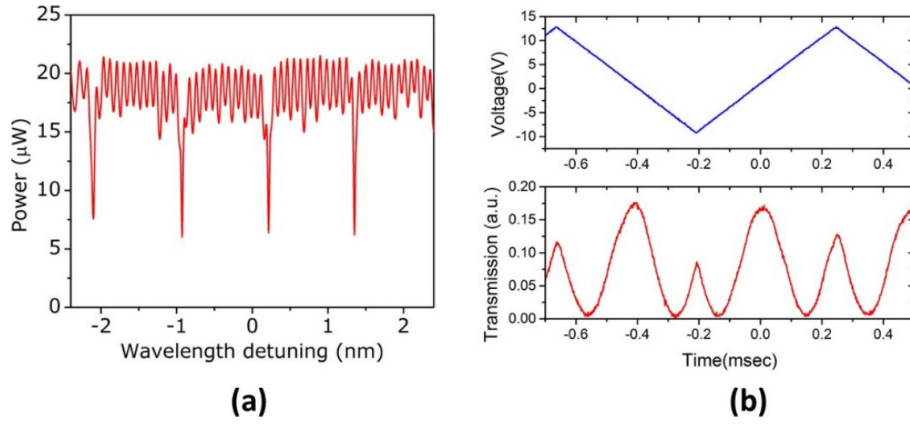 25
20
15
10
5
0
Power (μW)
-2 -1 0 1 2
Wavelength detuning (nm)
(a)
15
10
5
0
-5
-10
Voltage(V)
-0.6 -0.4 -0.2 0.0 0.2 0.4
0.20
0.15
0.10
0.05
0.00
Transmission (a.u.)
-0.6 -0.4 -0.2 0.0 0.2 0.4
Time(msec)
(b)